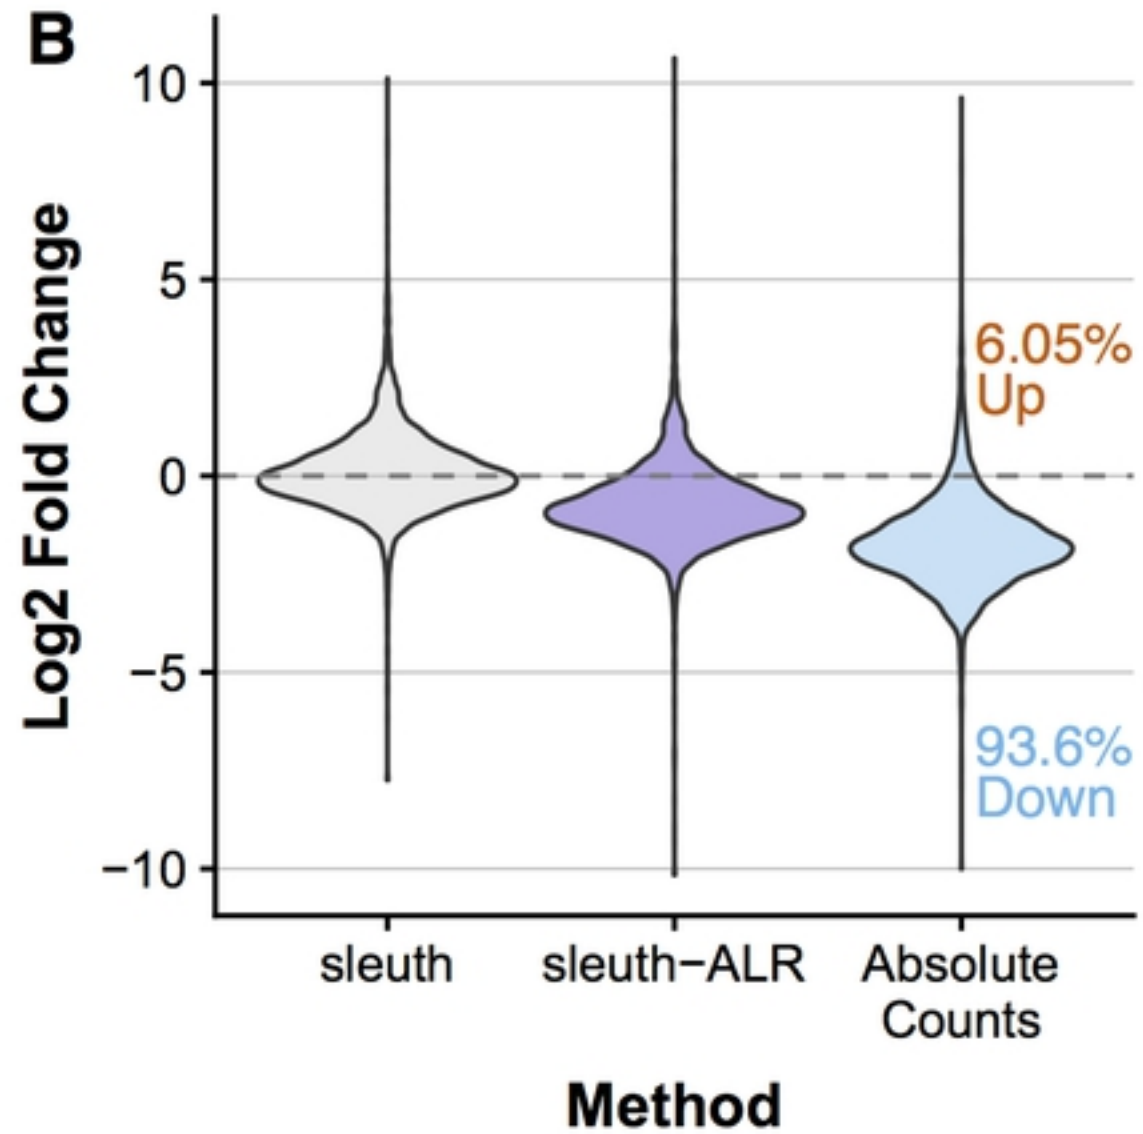 B
Log2 Fold Change
10
5
0
−5
−10
6.05%
Up
93.6%
Down
sleuth
sleuth−ALR
Absolute
Counts
Method